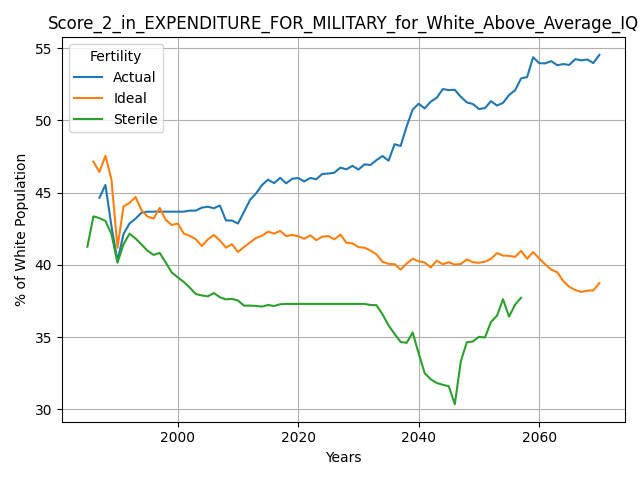 Score_2_in_EXPENDITURE_FOR_MILITARY_for_White_Above_Average_IQ
Fertility
Actual
Ideal
Sterile
% of White Population
55
50
45
40
35
30
2000 2020 2040 2060
Years